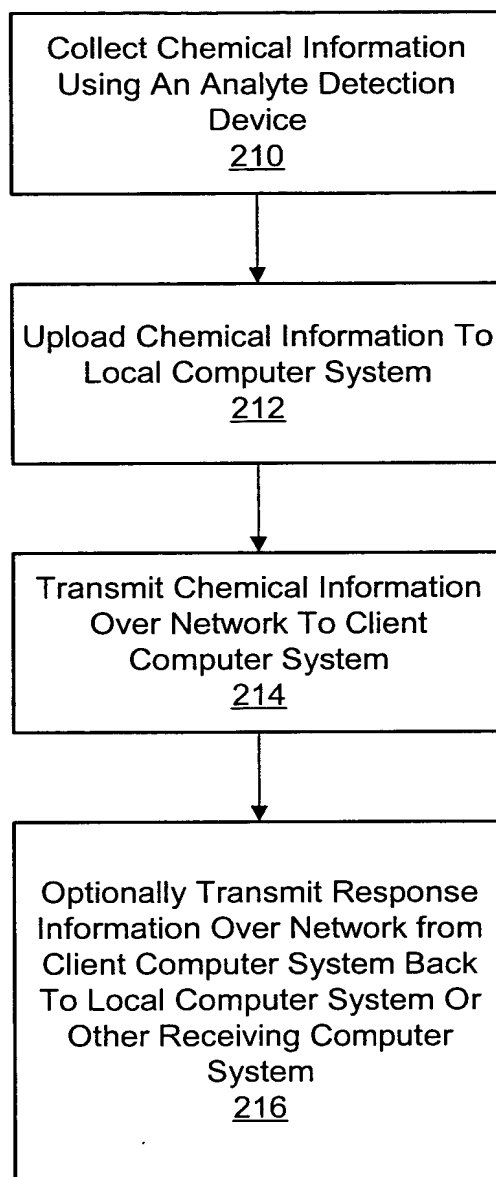 Collect Chemical Information
Using An Analyte Detection
Device
210
Upload Chemical Information To
Local Computer System
212
Transmit Chemical Information
Over Network To Client
Computer System
214
Optionally Transmit Response
Information Over Network from
Client Computer System Back
To Local Computer System Or
Other Receiving Computer
System
216